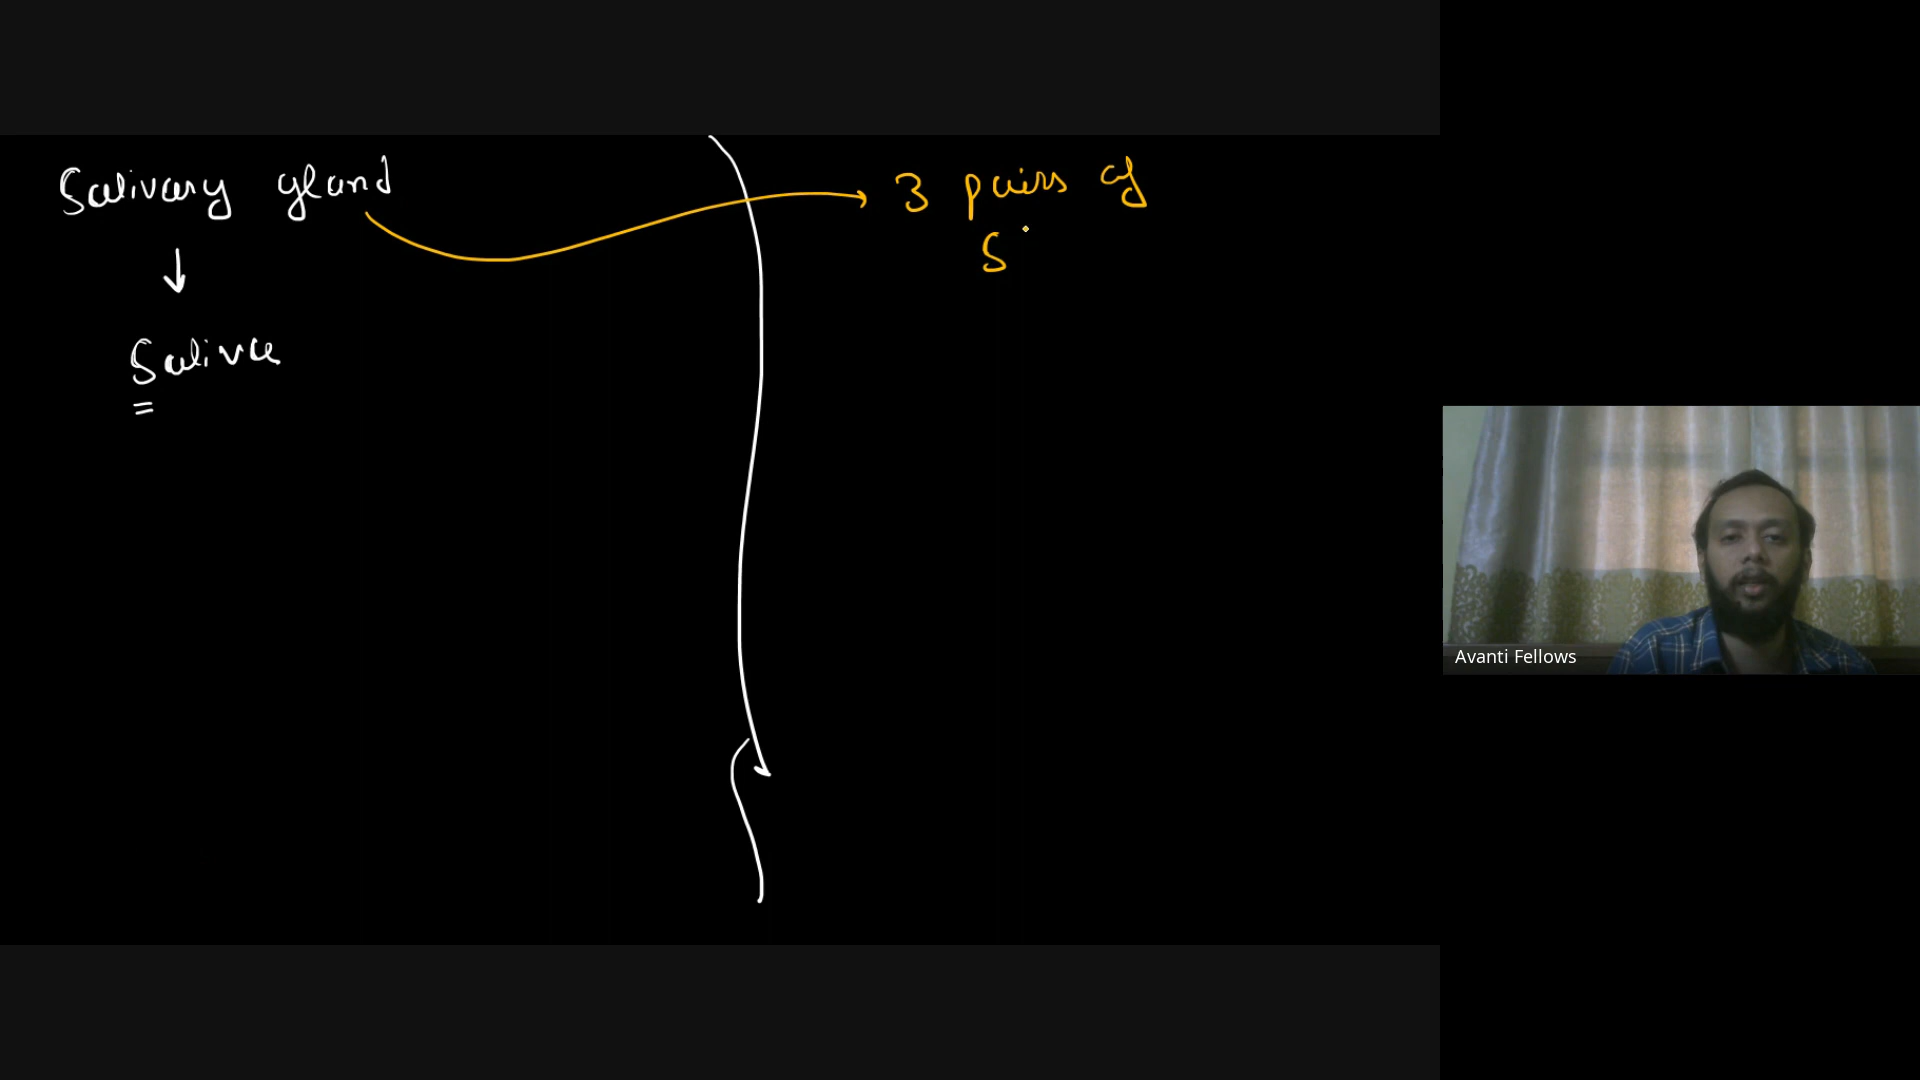 Salivary gland
↓
Saliva
=
→ 3 pairs of
S
Avanti Fellows